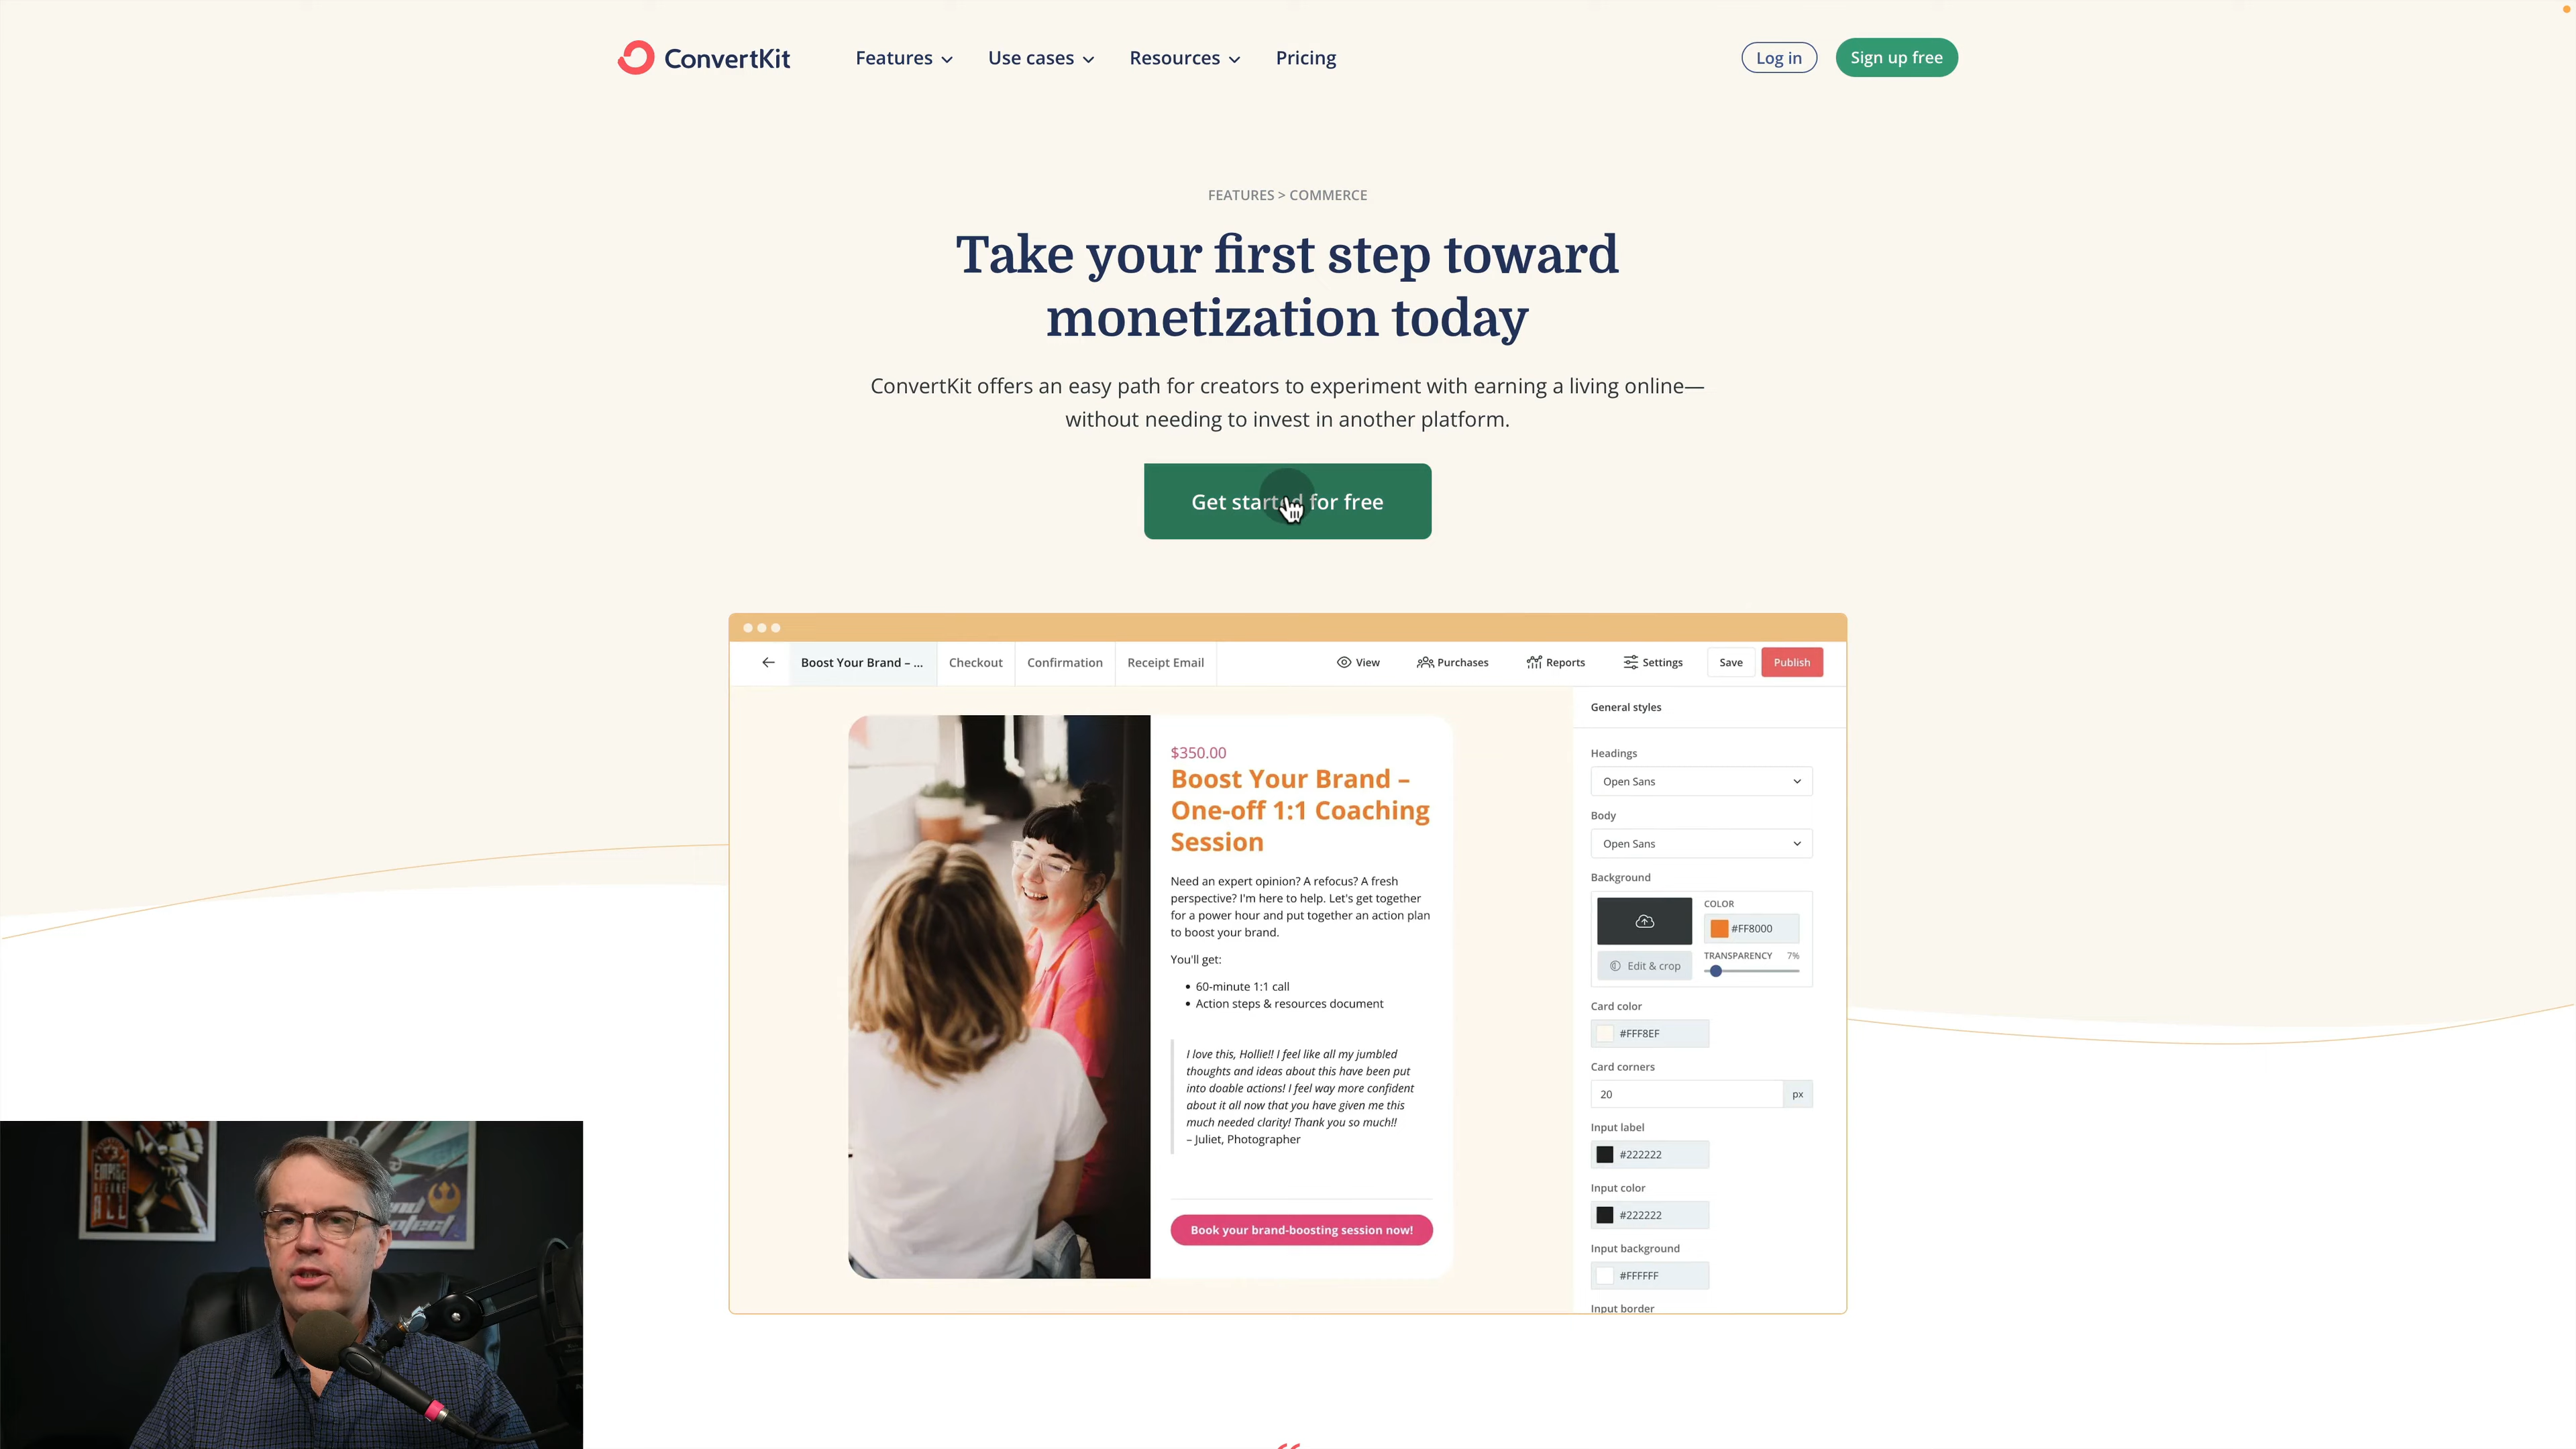 ConvertKit
Features
Use cases
Resources
Pricing
Log in
Sign up free
FEATURES > COMMERCE
Take your first step toward
monetization today
ConvertKit offers an easy path for creators to experiment with earning a living online—
without needing to invest in another platform.
Get started for free
Boost Your Brand – ...
Checkout
Confirmation
Receipt Email
View
Purchases
Reports
Settings
Save
Publish
$350.00
Boost Your Brand –
One-off 1:1 Coaching
Session
Need an expert opinion? A refocus? A fresh
perspective? I'm here to help. Let's get together
for a power hour and put together an action plan
to boost your brand.
You'll get:
• 60-minute 1:1 call
• Action steps & resources document
I love this, Hollie!! I feel like all my jumbled
thoughts and ideas about this have been put
into doable actions! I feel way more confident
about it all now that you have given me this
much needed clarity! Thank you so much!!
– Juliet, Photographer
Book your brand-boosting session now!
General styles
Headings
Open Sans
Body
Open Sans
Background
COLOR
#FF8000
TRANSPARENCY 7%
Edit & crop
Card color
#FFF8EF
Card corners
20 px
Input label
#222222
Input color
#222222
Input background
#FFFFFF
Input border
EMPIRE
BEFORE
ALL